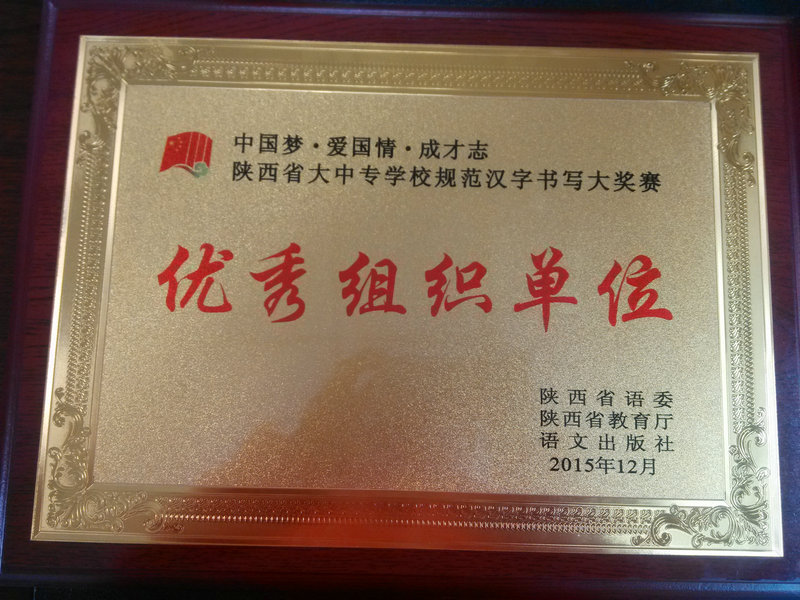 中国梦·爱国情·成才志
陕西省大中专学校规范汉字书写大奖赛
优秀组织单位
陕西省语委
陕西省教育厅
语文出版社
2015年12月